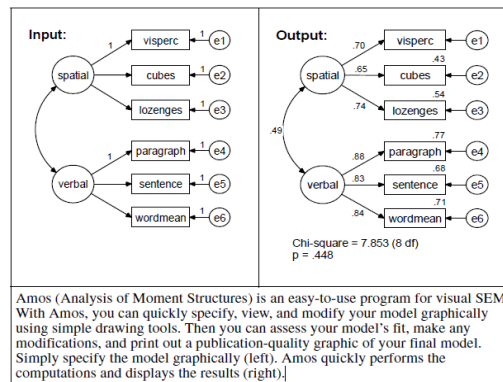 Input:
Output:
1
visperc
1
e1
spatial
cubes
1
e2
lozenges
1
e3
1
paragraph
1
e4
verbal
sentence
1
e5
wordmean
1
e6
.70
visperc
e1
.43
spatial
.65
cubes
e2
.54
.74
lozenges
e3
.49
.77
.88
paragraph
e4
.68
verbal
.83
sentence
e5
.71
.84
wordmean
e6
Chi-square = 7.853 (8 df)
p = .448
Amos (Analysis of Moment Structures) is an easy-to-use program for visual SEM
With Amos, you can quickly specify, view, and modify your model graphically
using simple drawing tools. Then you can assess your model's fit, make any
modifications, and print out a publication-quality graphic of your final model.
Simply specify the model graphically (left). Amos quickly performs the
computations and displays the results (right).